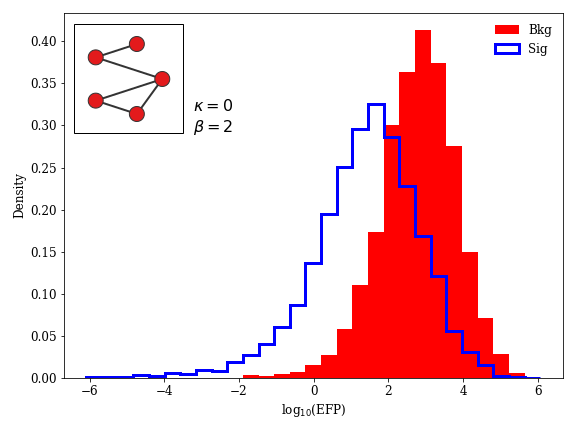 Bkg
Sig
κ = 0
β = 2
0.40
0.35
0.30
0.25
0.20
0.15
0.10
0.05
0.00
Density
−6 −4 −2 0 2 4 6
log₁₀(EFP)